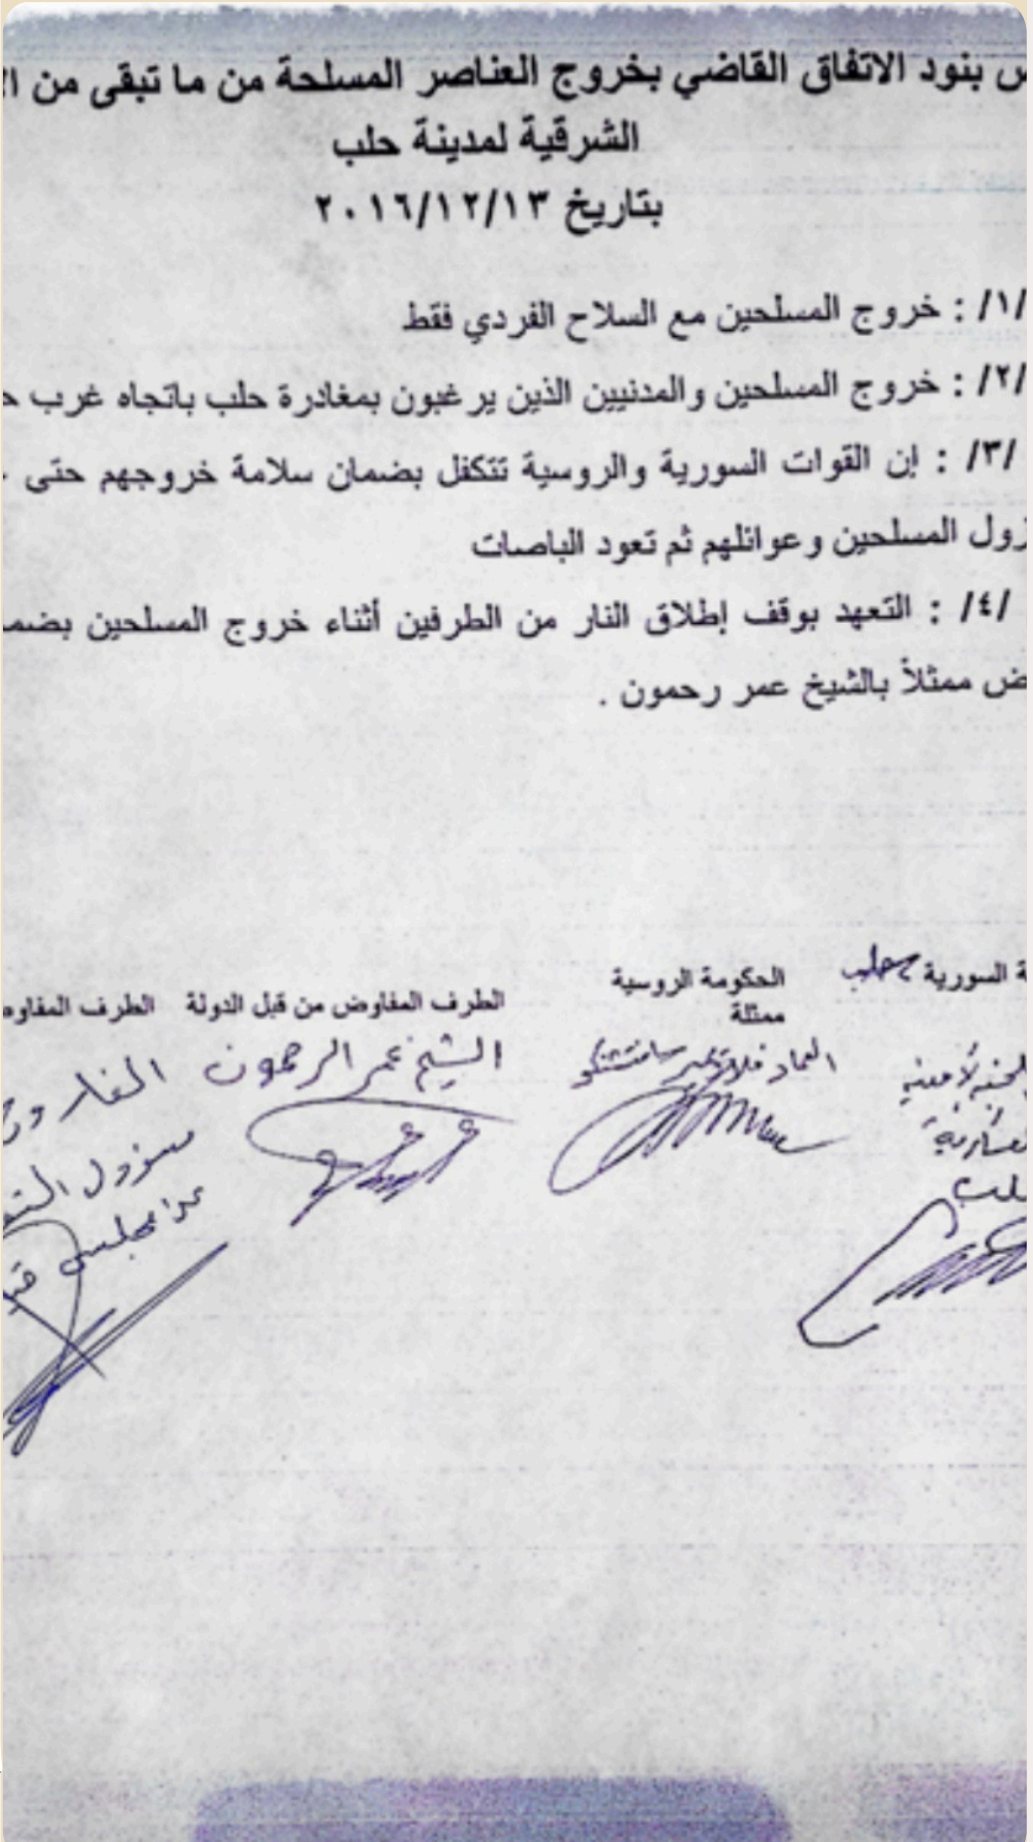 بنود الاتفاق القاضي بخروج العناصر المسلحة من ما تبقى من
الشرقية لمدينة حلب
بتاريخ ٢٠١٦/١٢/١٣
/١/ : خروج المسلحين مع السلاح الفردي فقط
/٢/ : خروج المسلحين والمدنيين الذين يرغبون بمغادرة حلب باتجاه غرب
/٣/ : إن القوات السورية والروسية تتكفل بضمان سلامة خروجهم حتى
المسلحين وعوائلهم ثم تعود الباصات
/٤/ : التعهد بوقف إطلاق النار من الطرفين أثناء خروج المسلحين
ممثلاً بالشيخ عمر رحمون .
السورية
الحكومة الروسية
ممثلة
الطرف المفاوض من قبل الدولة
الطرف
العماد
الشيخ عمر الرحمون
مسؤول